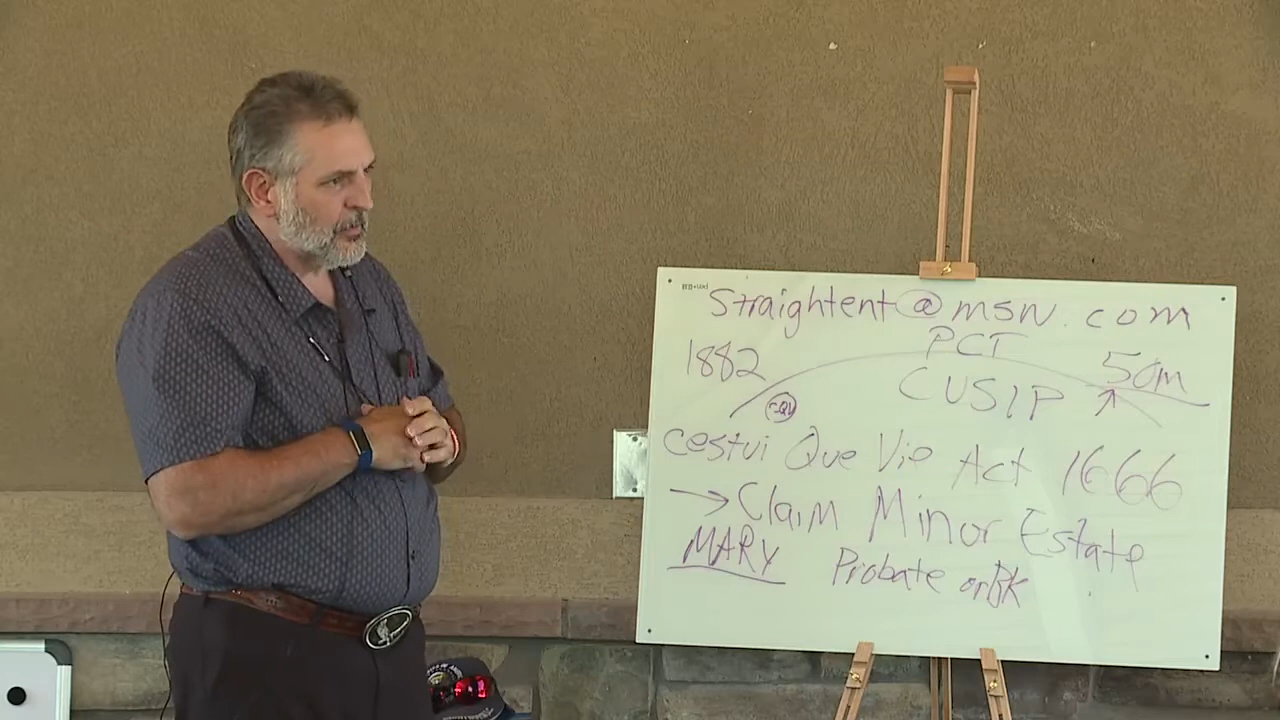 Straightent@msn.com
PCT
1882
50m
CUSIP
CQV
Cestui Que Vie Act 1666
→ Claim Minor Estate
MARY
Probate or BK